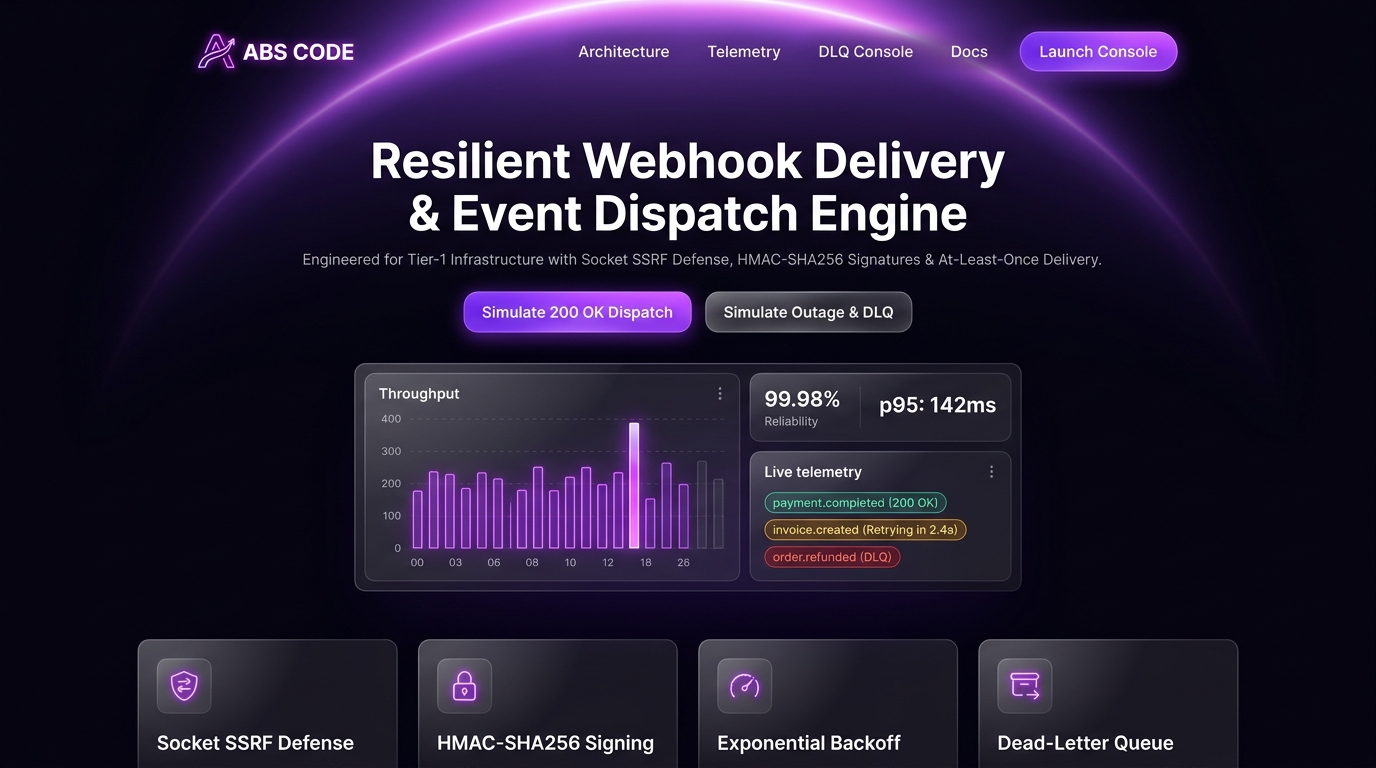 ABS CODE
Architecture
Telemetry
DLQ Console
Docs
Launch Console
Resilient Webhook Delivery
& Event Dispatch Engine
Engineered for Tier-1 Infrastructure with Socket SSRF Defense, HMAC-SHA256 Signatures & At-Least-Once Delivery.
Simulate 200 OK Dispatch
Simulate Outage & DLQ
Throughput
400
300
200
100
0
00 03 06 08 10 12 18 26
99.98%
Reliability
p95: 142ms
Live telemetry
payment.completed (200 OK)
invoice.created (Retrying in 2.4s)
order.refunded (DLQ)
Socket SSRF Defense
HMAC-SHA256 Signing
Exponential Backoff
Dead-Letter Queue